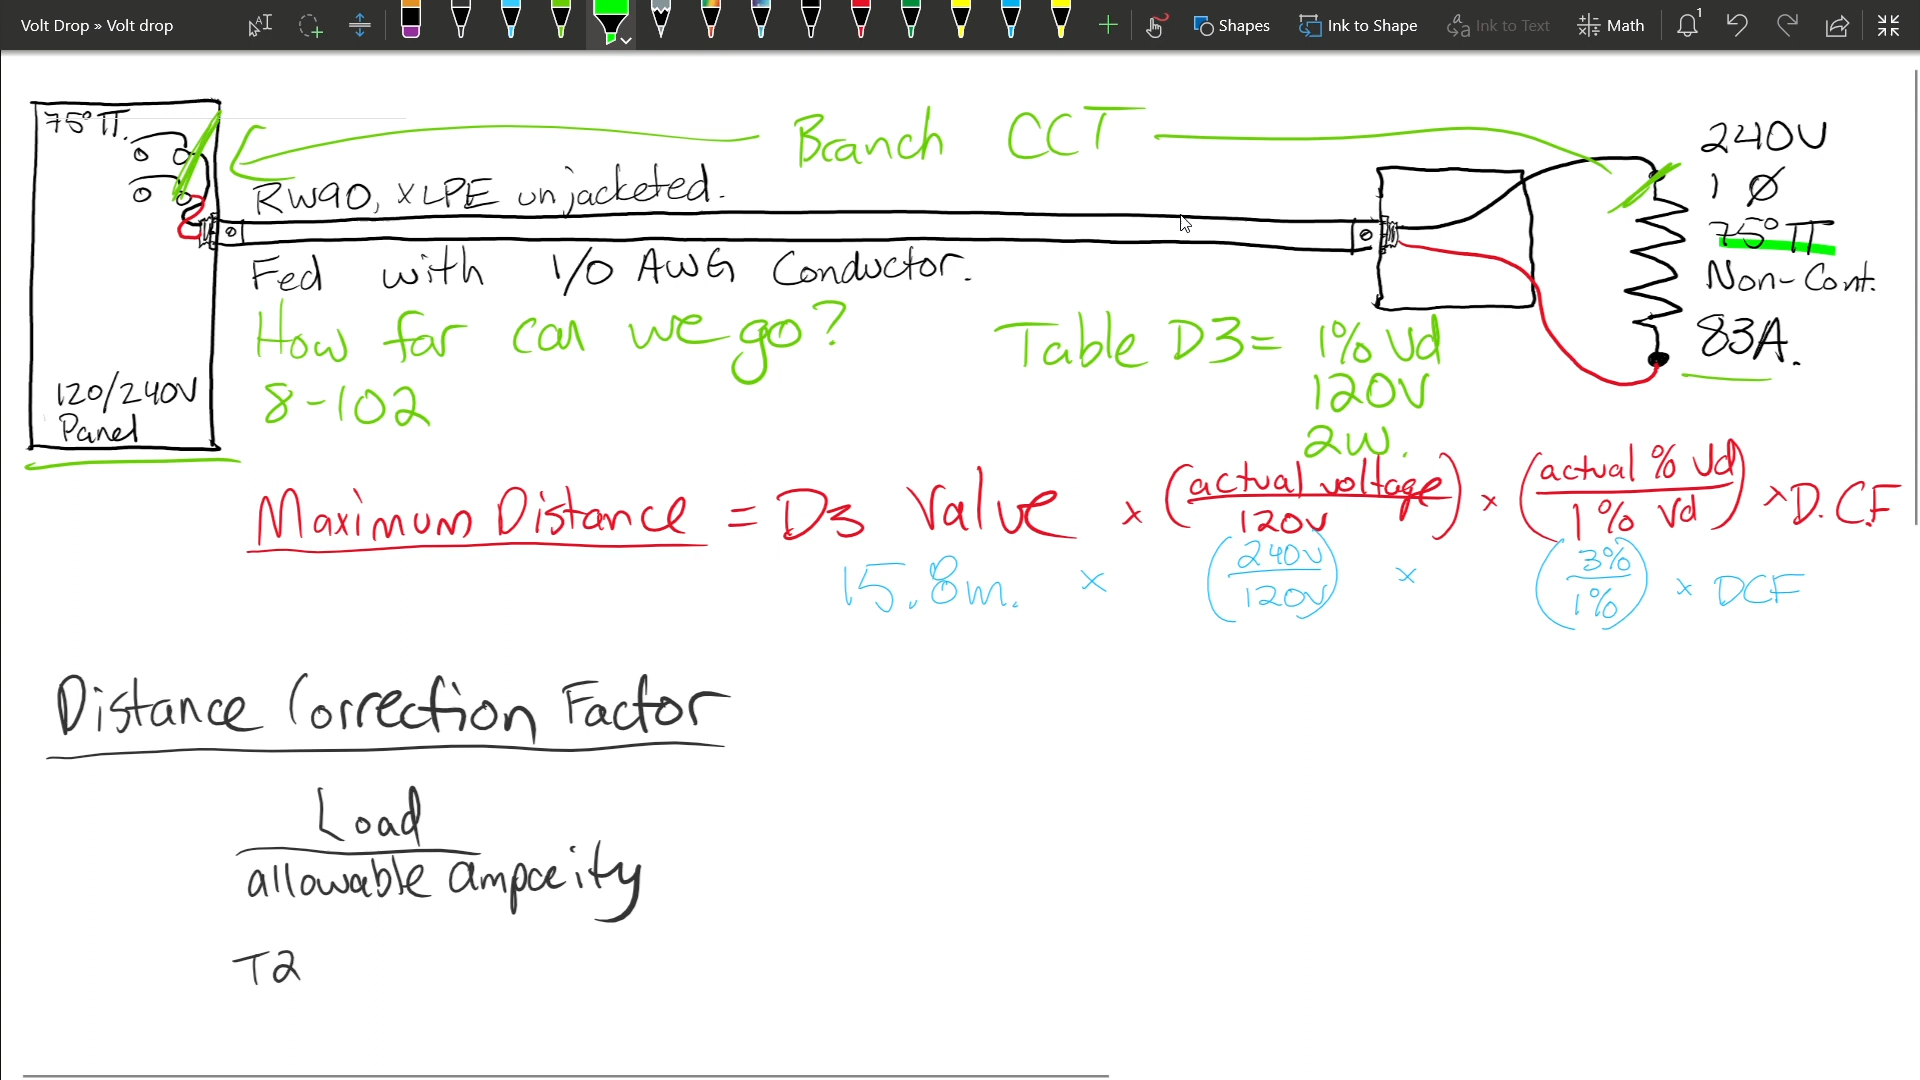 Volt Drop » Volt drop
Shapes
Ink to Shape
Ink to Text
Math
1
75° TT.
Branch CCT
240V
1 Ø
75° TT
Non-Cont.
83A.
RW90, XLPE unjacketed.
Fed with 1/0 AWG Conductor.
How far can we go?
8-102
Table D3 = 1% Vd
120V
2W.
120/240V
Panel
Maximum Distance = D3 Value × (actual voltage / 120V) × (actual % Vd / 1% Vd) × D.C.F
15.8m. × (240V / 120V) × (3% / 1%) × DCF
Distance Correction Factor
Load
allowable ampacity
T2